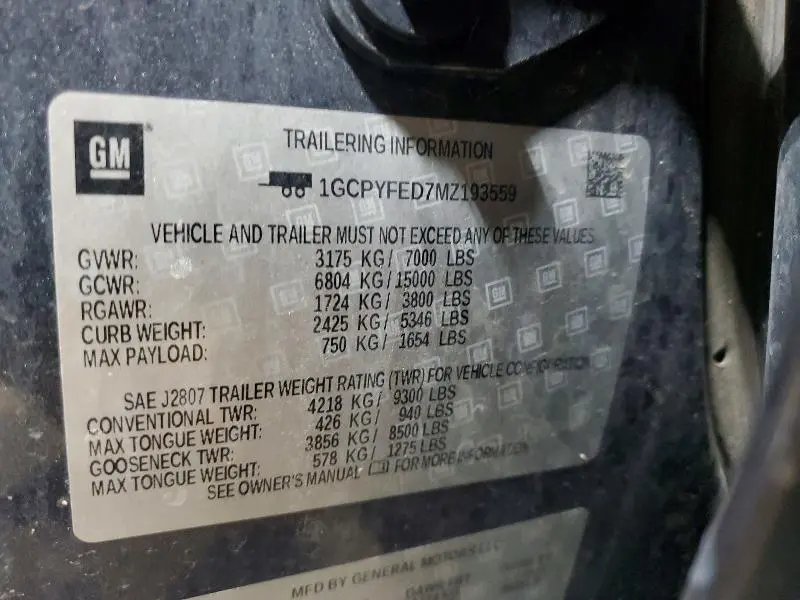 GM
TRAILERING INFORMATION
1GCPYFED7MZ193559
VEHICLE AND TRAILER MUST NOT EXCEED ANY OF THESE VALUES
GVWR: 3175 KG/ 7000 LBS
GCWR: 6804 KG/ 15000 LBS
RGAWR: 1724 KG/ 3800 LBS
CURB WEIGHT: 2425 KG/ 5346 LBS
MAX PAYLOAD: 750 KG/ 1654 LBS
SAE J2807 TRAILER WEIGHT RATING (TWR) FOR VEHICLE CONFIGURATION
CONVENTIONAL TWR: 4218 KG/ 9300 LBS
MAX TONGUE WEIGHT: 426 KG/ 940 LBS
GOOSENECK TWR: 3856 KG/ 8500 LBS
MAX TONGUE WEIGHT: 578 KG/ 1275 LBS
SEE OWNER'S MANUAL FOR MORE INFORMATION
MFD BY GENERAL MOTORS LLC